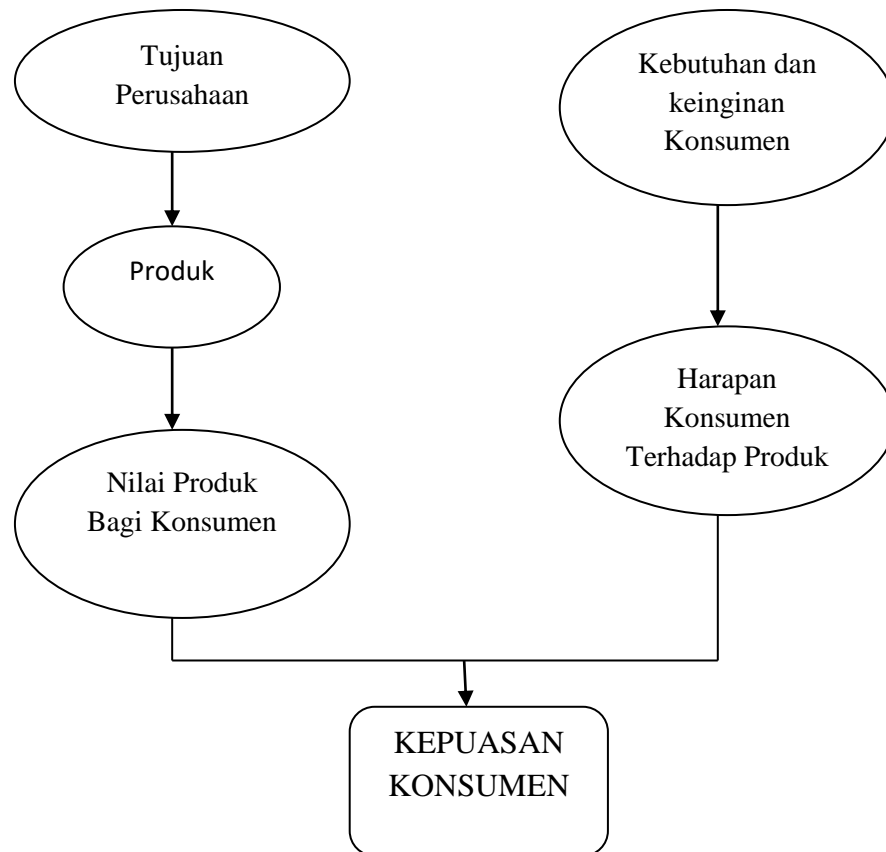 Tujuan
Perusahaan
Kebutuhan dan
keinginan
Konsumen
Produk
Harapan
Konsumen
Terhadap Produk
Nilai Produk
Bagi Konsumen
KEPUASAN
KONSUMEN